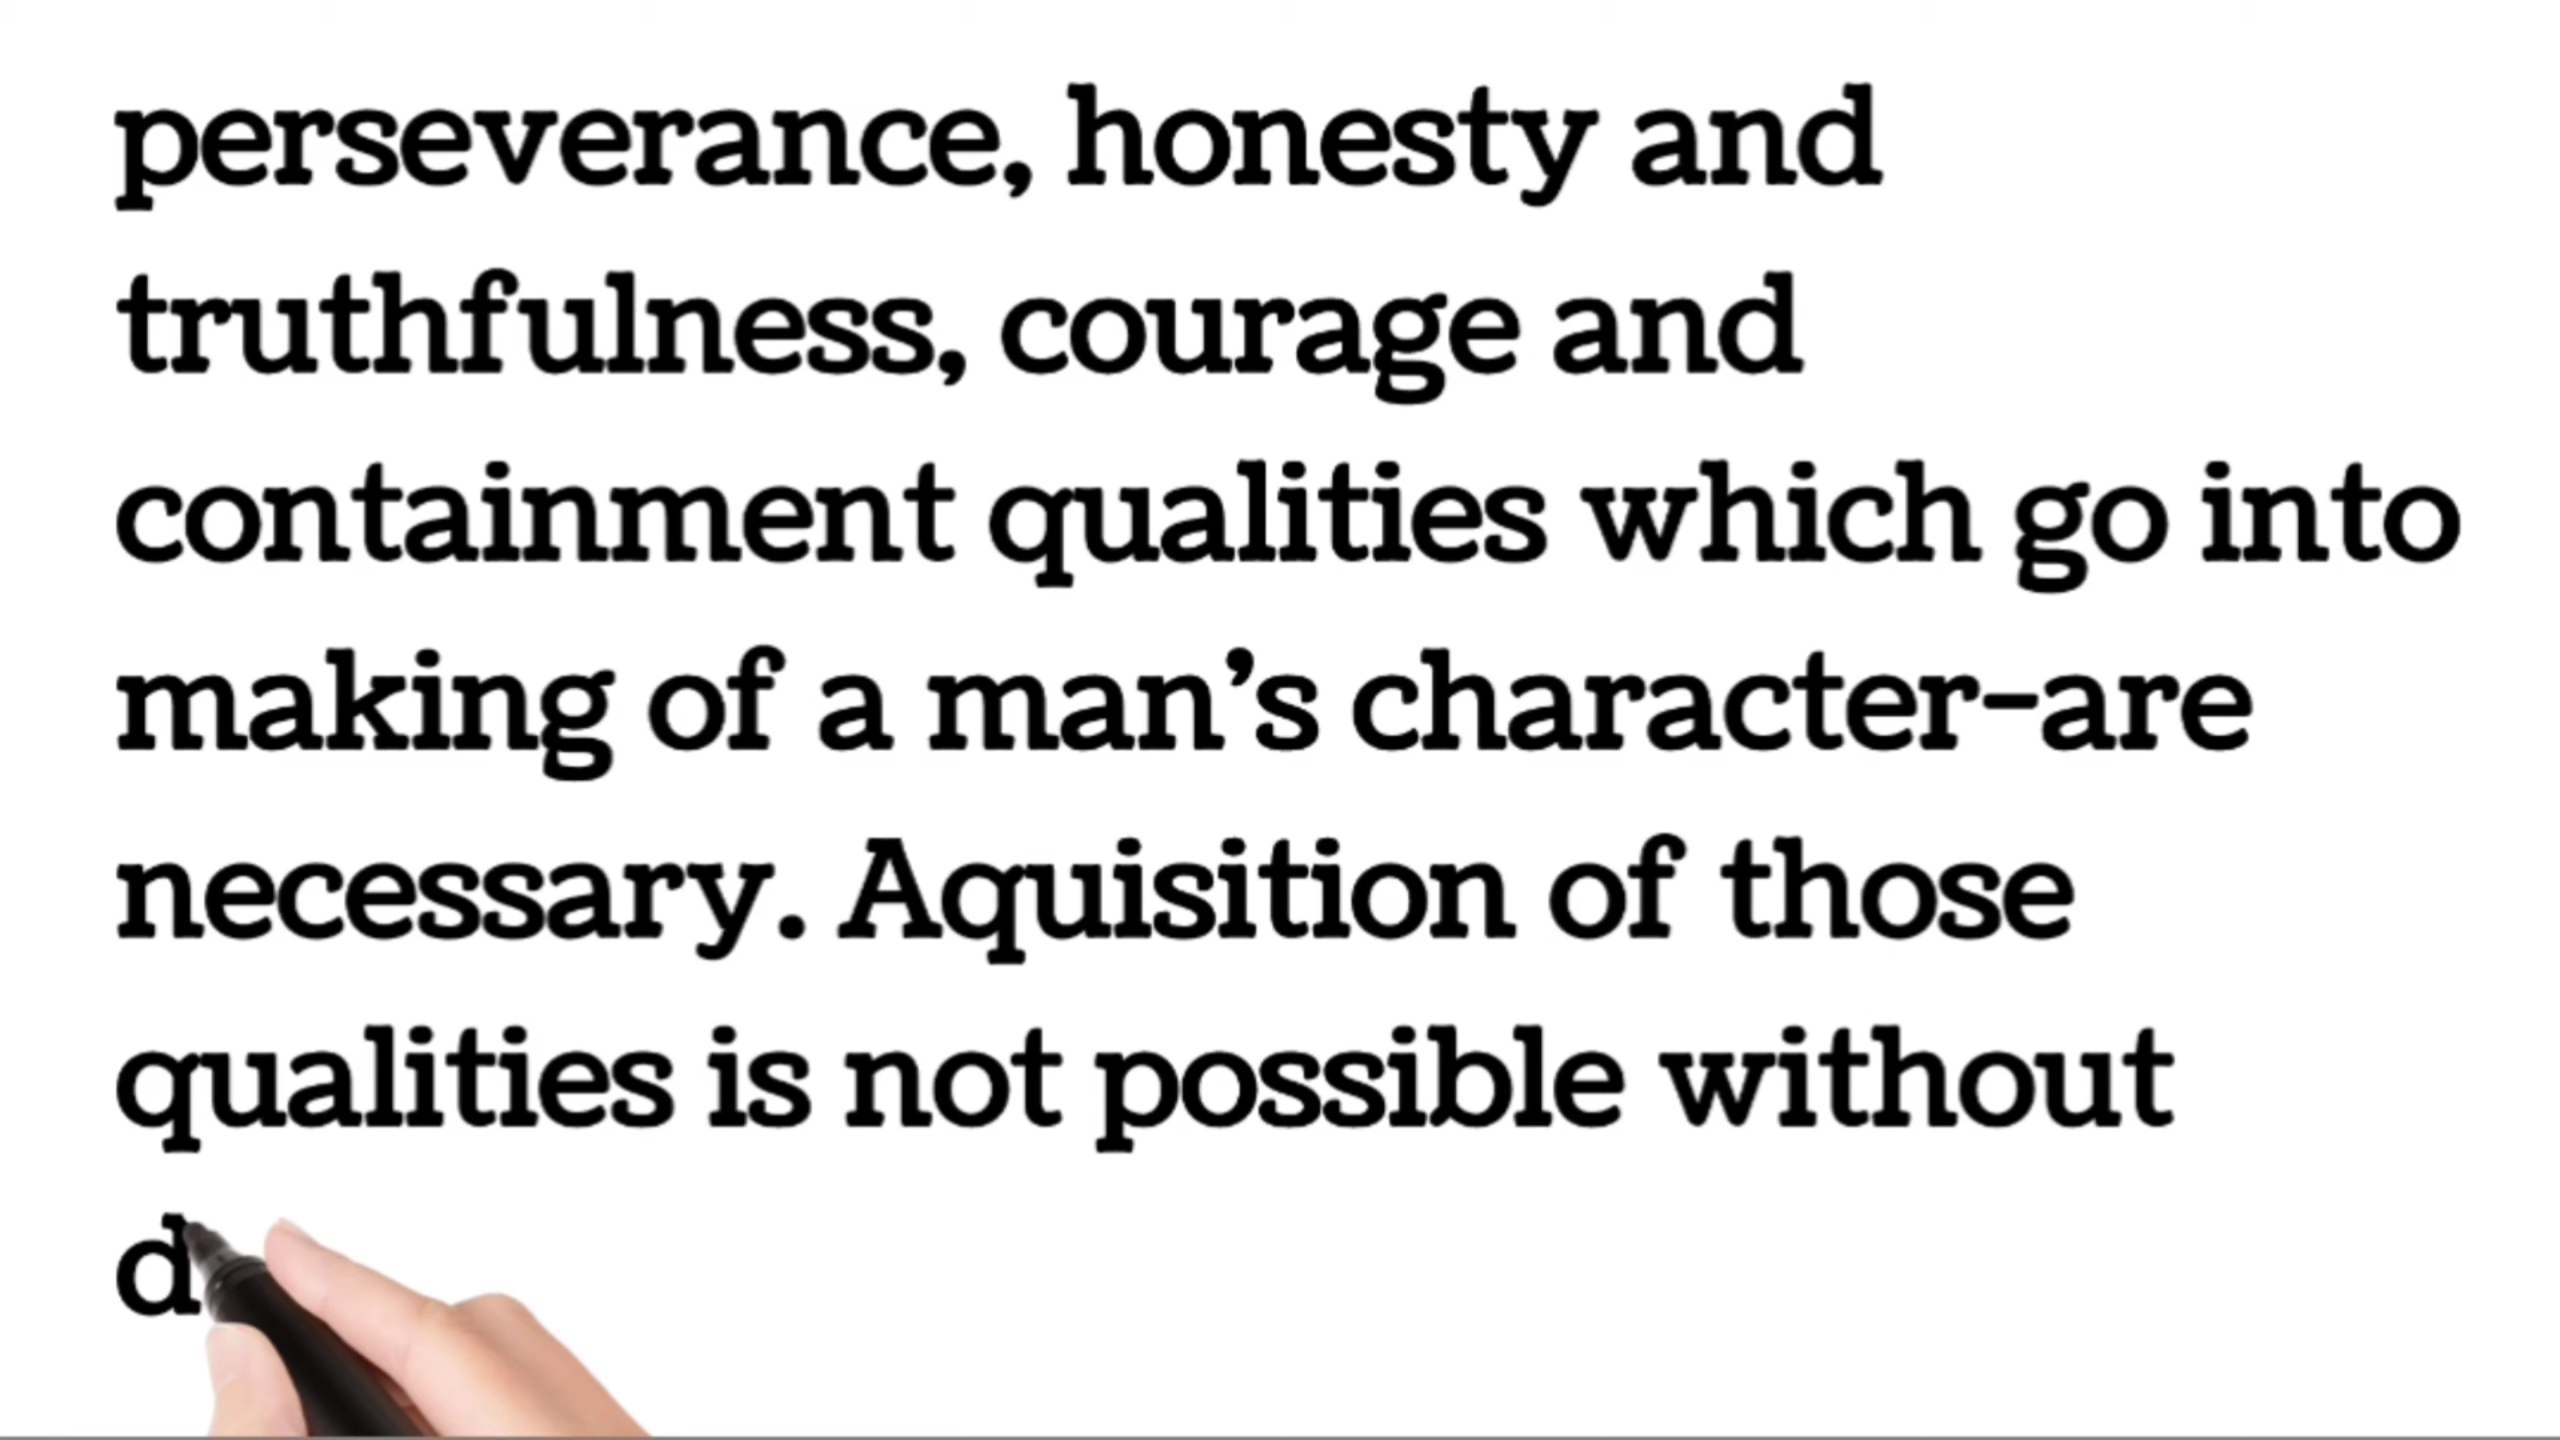 perseverance, honesty and
truthfulness, courage and
containment qualities which go into
making of a man’s character-are
necessary. Aquisition of those
qualities is not possible without
d